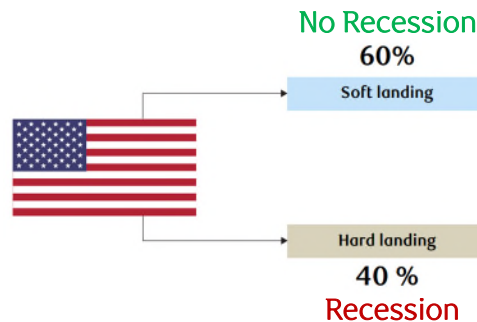 No Recession
60%
Soft landing
Hard landing
40 %
Recession